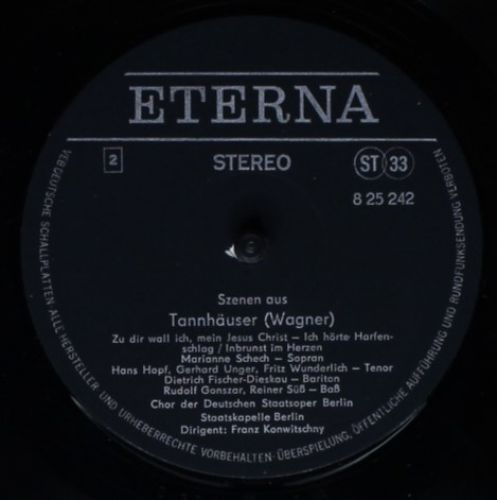 ETERNA
2
STEREO
ST 33
8 25 242
Szenen aus
Tannhäuser (Wagner)
Zu dir wall ich, mein Jesus Christ – Ich hörte Harfen-
schlag / Inbrunst im Herzen
Marianne Schech – Sopran
Hans Hopf, Gerhard Unger, Fritz Wunderlich – Tenor
Dietrich Fischer-Dieskau – Bariton
Rudolf Gonszar, Reiner Süß – Baß
Chor der Deutschen Staatsoper Berlin
Staatskapelle Berlin
Dirigent: Franz Konwitschny
VEB DEUTSCHE SCHALLPLATTEN ALLE HERSTELLER UND URHEBERRECHTE VORBEHALTEN · ÜBERSPIELUNG, ÖFFENTLICHE AUFFÜHRUNG UND RUNDFUNKSENDUNG VERBOTEN